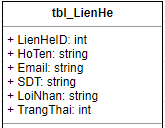 tbl_LienHe
+ LienHeID: int
+ HoTen: string
+ Email: string
+ SDT: string
+ LoiNhan: string
+ TrangThai: int